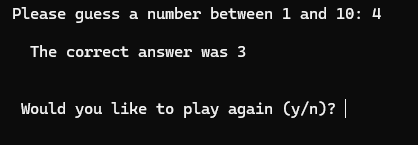 Please guess a number between 1 and 10: 4
The correct answer was 3
Would you like to play again (y/n)?